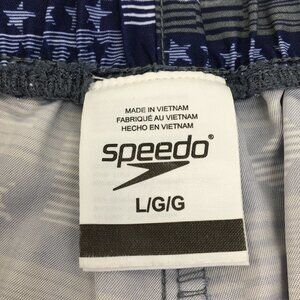 MADE IN VIETNAM
FABRIQUÉ AU VIETNAM
HECHO EN VIETNAM
speedo®
L/G/G